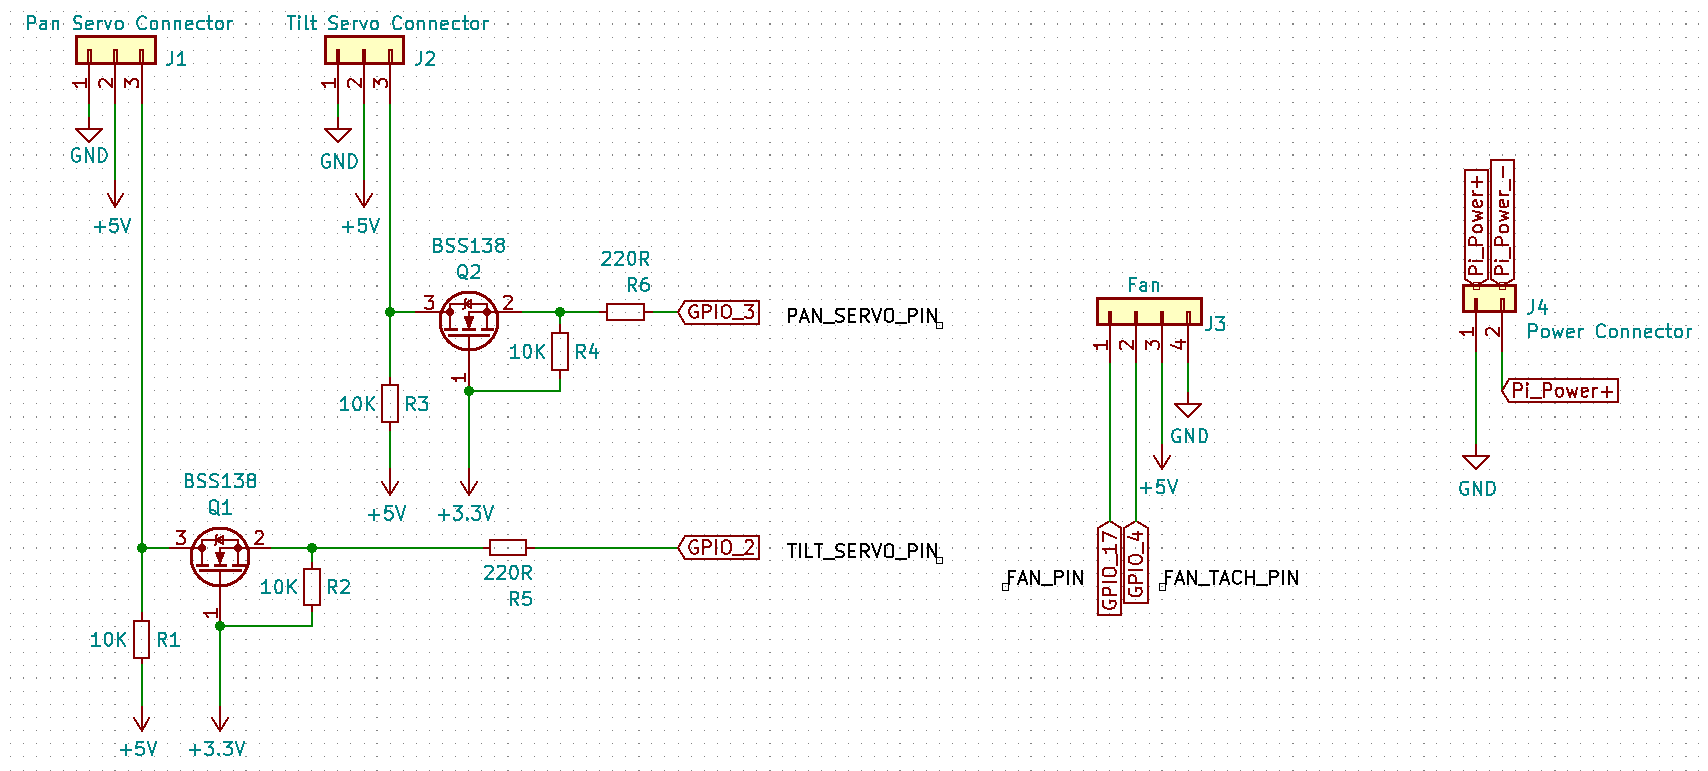 Pan Servo Connector
J1
1
2
3
GND
+5V
Tilt Servo Connector
J2
1
2
3
GND
+5V
BSS138
Q2
3
2
1
220R
R6
GPIO_3
PAN_SERVO_PIN
10K
R4
10K
R3
+5V
+3.3V
BSS138
Q1
3
2
1
10K
R2
220R
R5
GPIO_2
TILT_SERVO_PIN
10K
R1
+5V
+3.3V
Fan
J3
1
2
3
4
GND
+5V
GPIO_17
GPIO_4
FAN_PIN
FAN_TACH_PIN
Pi_Power+
Pi_Power_-
J4
Power Connector
1
2
Pi_Power+
GND